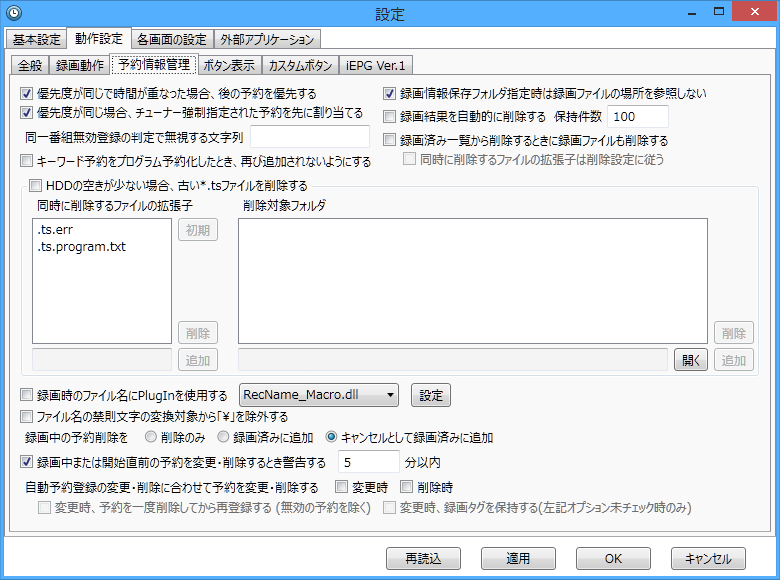 設定
基本設定 動作設定 各画面の設定 外部アプリケーション
全般 録画動作 予約情報管理 ボタン表示 カスタムボタン iEPG Ver.1
優先度が同じで時間が重なった場合、後の予約を優先する
優先度が同じ場合、チューナー強制指定された予約を先に割り当てる
同一番組無効登録の判定で無視する文字列
キーワード予約をプログラム予約化したとき、再び追加されないようにする
録画情報保存フォルダ指定時は録画ファイルの場所を参照しない
録画結果を自動的に削除する 保持件数 100
録画済み一覧から削除するときに録画ファイルも削除する
同時に削除するファイルの拡張子は削除設定に従う
HDDの空きが少ない場合、古い*.tsファイルを削除する
同時に削除するファイルの拡張子 削除対象フォルダ
.ts.err
.ts.program.txt
初期
削除 削除
追加 開く 追加
録画時のファイル名にPlugInを使用する RecName_Macro.dll 設定
ファイル名の禁則文字の変換対象から「¥」を除外する
録画中の予約削除を 削除のみ 録画済みに追加 キャンセルとして録画済みに追加
録画中または開始直前の予約を変更・削除するとき警告する 5 分以内
自動予約登録の変更・削除に合わせて予約を変更・削除する 変更時 削除時
変更時、予約を一度削除してから再登録する (無効の予約を除く) 変更時、録画タグを保持する(左記オプション未チェック時のみ)
再読込 適用 OK キャンセル